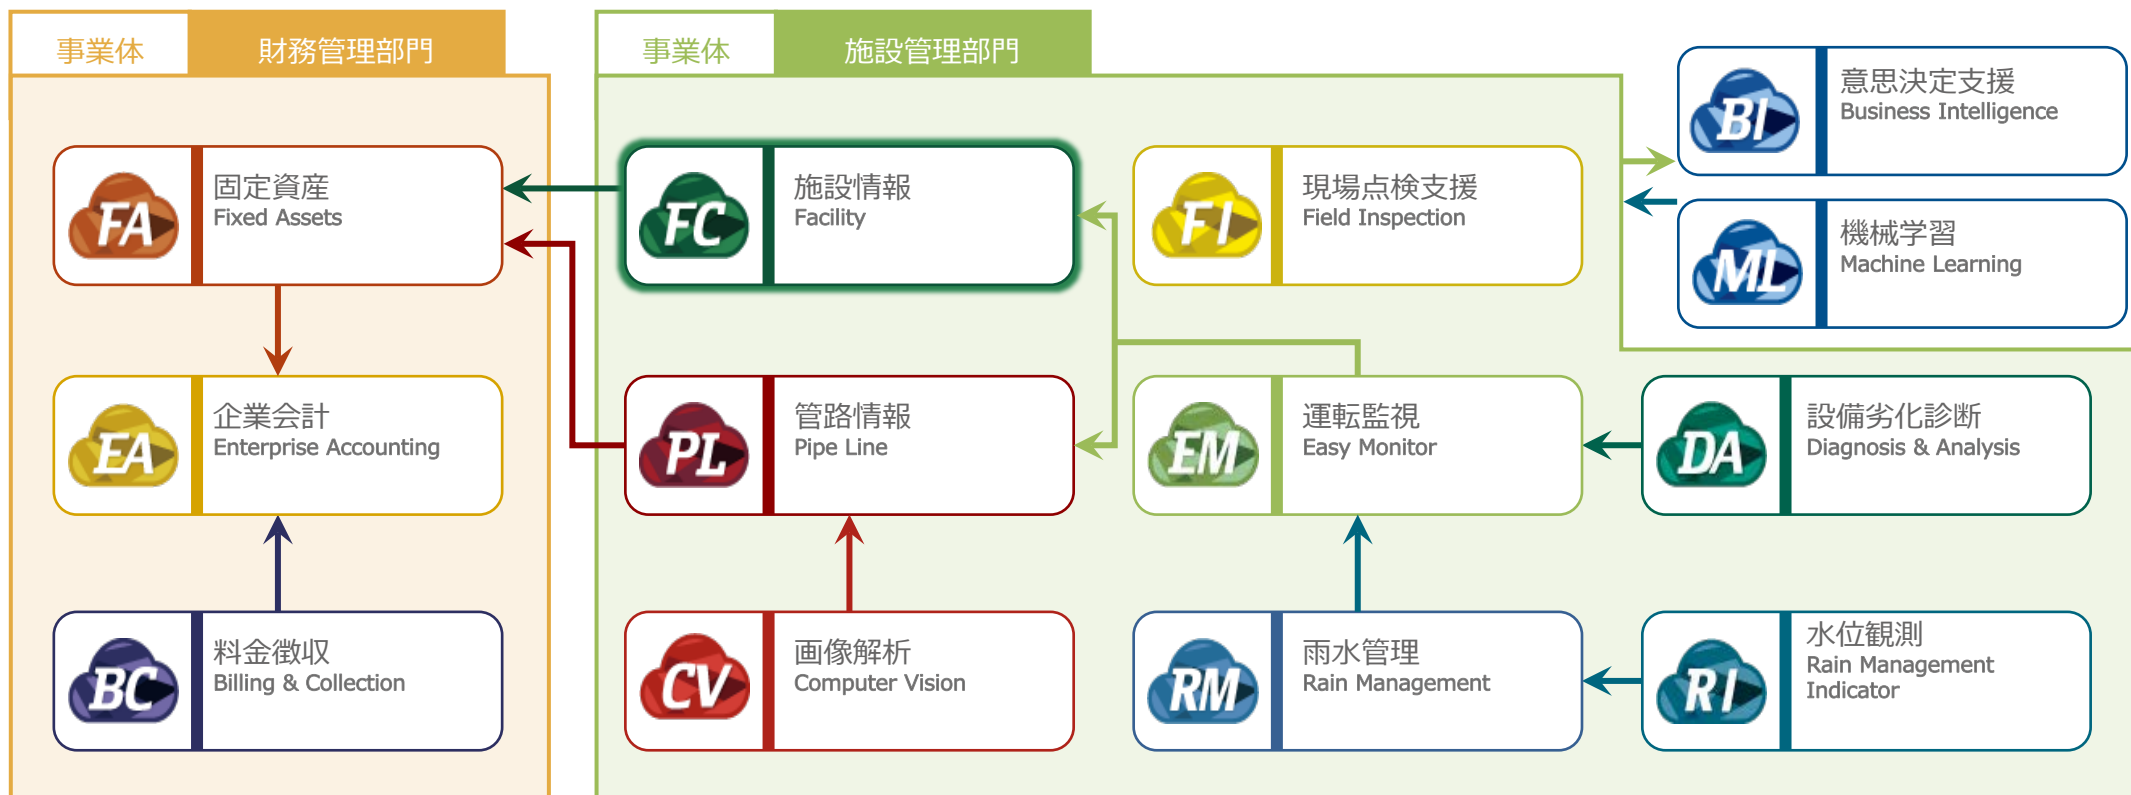 事業体
財務管理部門
FA
固定資産
Fixed Assets
EA
企業会計
Enterprise Accounting
BC
料金徴収
Billing & Collection
事業体
施設管理部門
FC
施設情報
Facility
FI
現場点検支援
Field Inspection
PL
管路情報
Pipe Line
EM
運転監視
Easy Monitor
DA
設備劣化診断
Diagnosis & Analysis
CV
画像解析
Computer Vision
RM
雨水管理
Rain Management
RI
水位観測
Rain Management
Indicator
BI
意思決定支援
Business Intelligence
ML
機械学習
Machine Learning